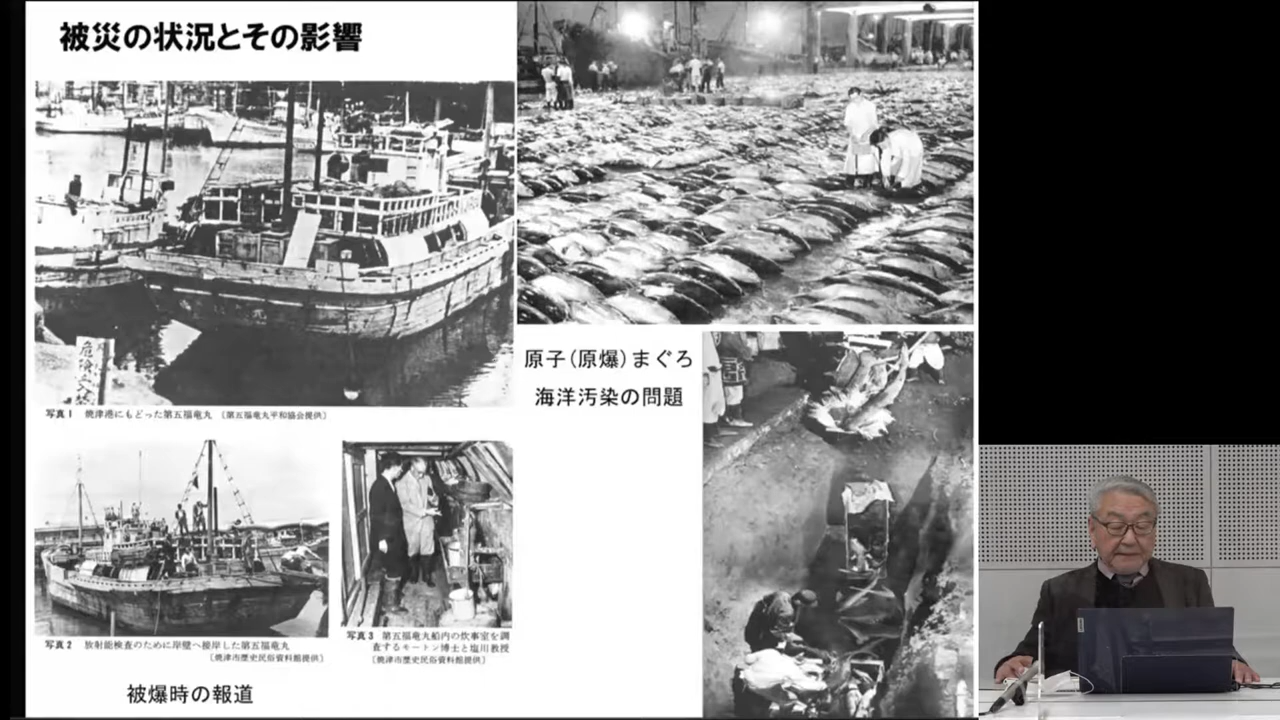 被災の状況とその影響
危険
写真1 焼津港にもどった第五福竜丸 〔第五福竜丸平和協会提供〕
原子(原爆)まぐろ
海洋汚染の問題
写真2 放射能検査のために岸壁へ接岸した第五福竜丸
〔焼津市歴史民俗資料館提供〕
写真3 第五福竜丸船内の炊事室を調
査するモートン博士と塩川教授
〔焼津市歴史民俗資料館提供〕
被爆時の報道